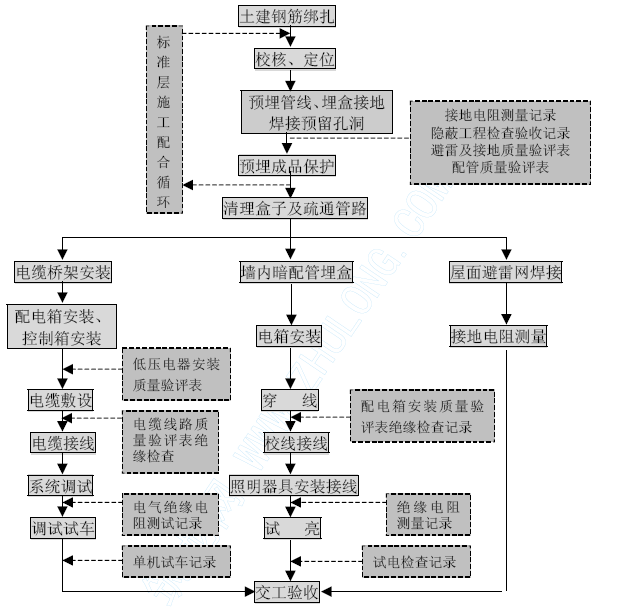 土建钢筋绑扎
标
准
层
施
工
配
合
循
环
校核、定位
预埋管线、埋盒接地
焊接预留孔洞
接地电阻测量记录
隐蔽工程检查验收记录
避雷及接地质量验评表
配管质量验评表
预埋成品保护
清理盒子及疏通管路
电缆桥架安装
墙内暗配管埋盒
屋面避雷网焊接
配电箱安装、
控制箱安装
电箱安装
接地电阻测量
低压电器安装
质量验评表
电缆敷设
穿 线
配电箱安装质量验
评表绝缘检查记录
电缆线路质
量验评表绝
缘检查
电缆接线
校线接线
系统调试
照明器具安装接线
电气绝缘电
阻测试记录
绝缘电阻
测量记录
调试试车
试 亮
单机试车记录
试电检查记录
交工验收